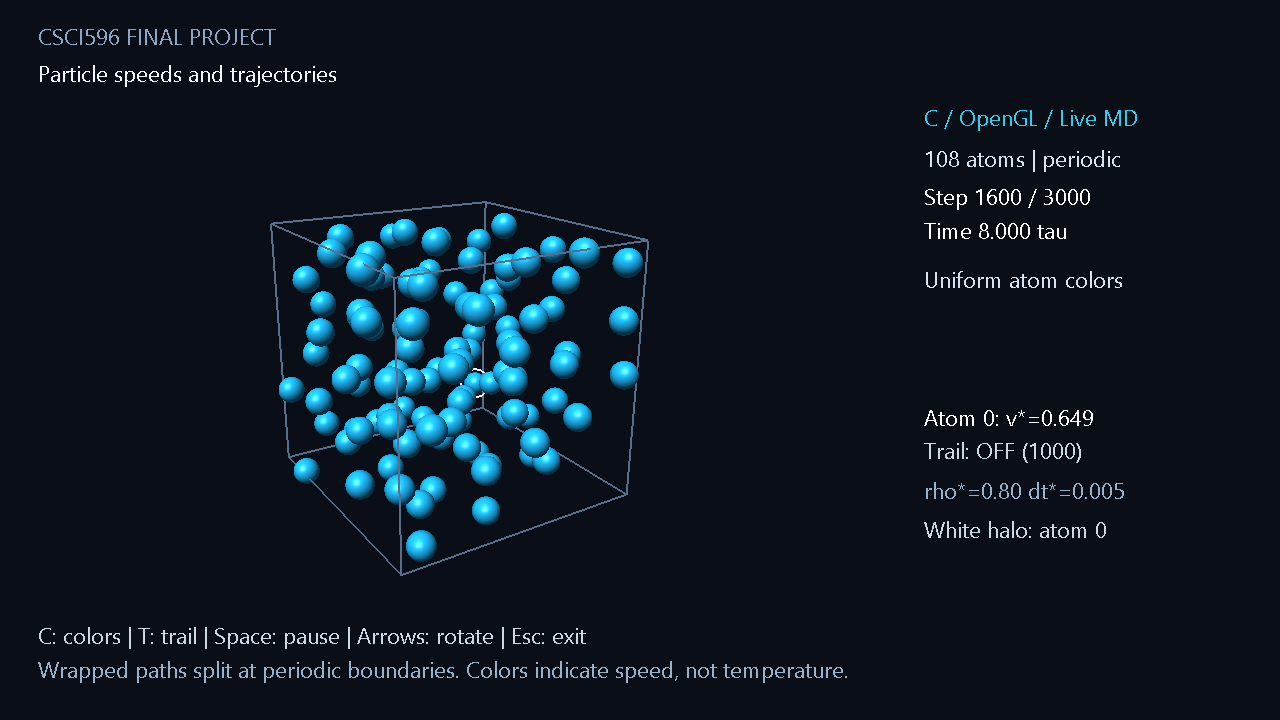 CSCI596 FINAL PROJECT
Particle speeds and trajectories
C / OpenGL / Live MD
108 atoms | periodic
Step 1600 / 3000
Time 8.000 tau
Uniform atom colors
Atom 0: v*=0.649
Trail: OFF (1000)
rho*=0.80 dt*=0.005
White halo: atom 0
C: colors | T: trail | Space: pause | Arrows: rotate | Esc: exit
Wrapped paths split at periodic boundaries. Colors indicate speed, not temperature.